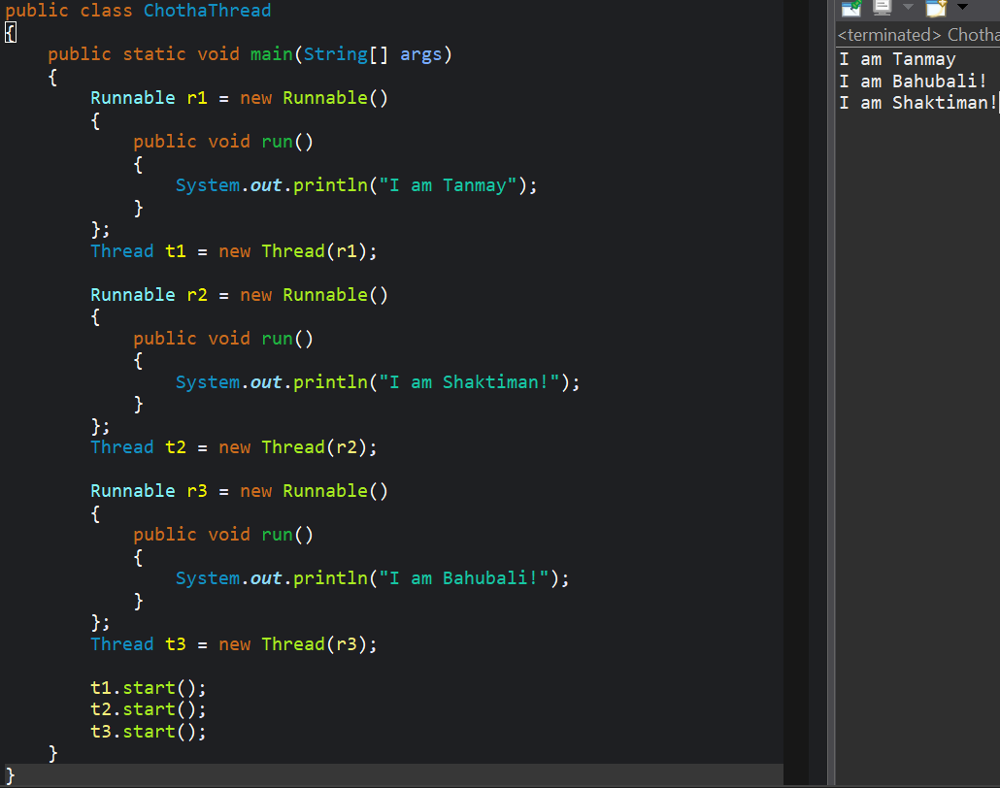 public class ChothaThread
{
    public static void main(String[] args)
    {
        Runnable r1 = new Runnable()
        {
            public void run()
            {
                System.out.println("I am Tanmay");
            }
        };
        Thread t1 = new Thread(r1);

        Runnable r2 = new Runnable()
        {
            public void run()
            {
                System.out.println("I am Shaktiman!");
            }
        };
        Thread t2 = new Thread(r2);

        Runnable r3 = new Runnable()
        {
            public void run()
            {
                System.out.println("I am Bahubali!");
            }
        };
        Thread t3 = new Thread(r3);

        t1.start();
        t2.start();
        t3.start();
    }
}
<terminated> Chotha
I am Tanmay
I am Bahubali!
I am Shaktiman!